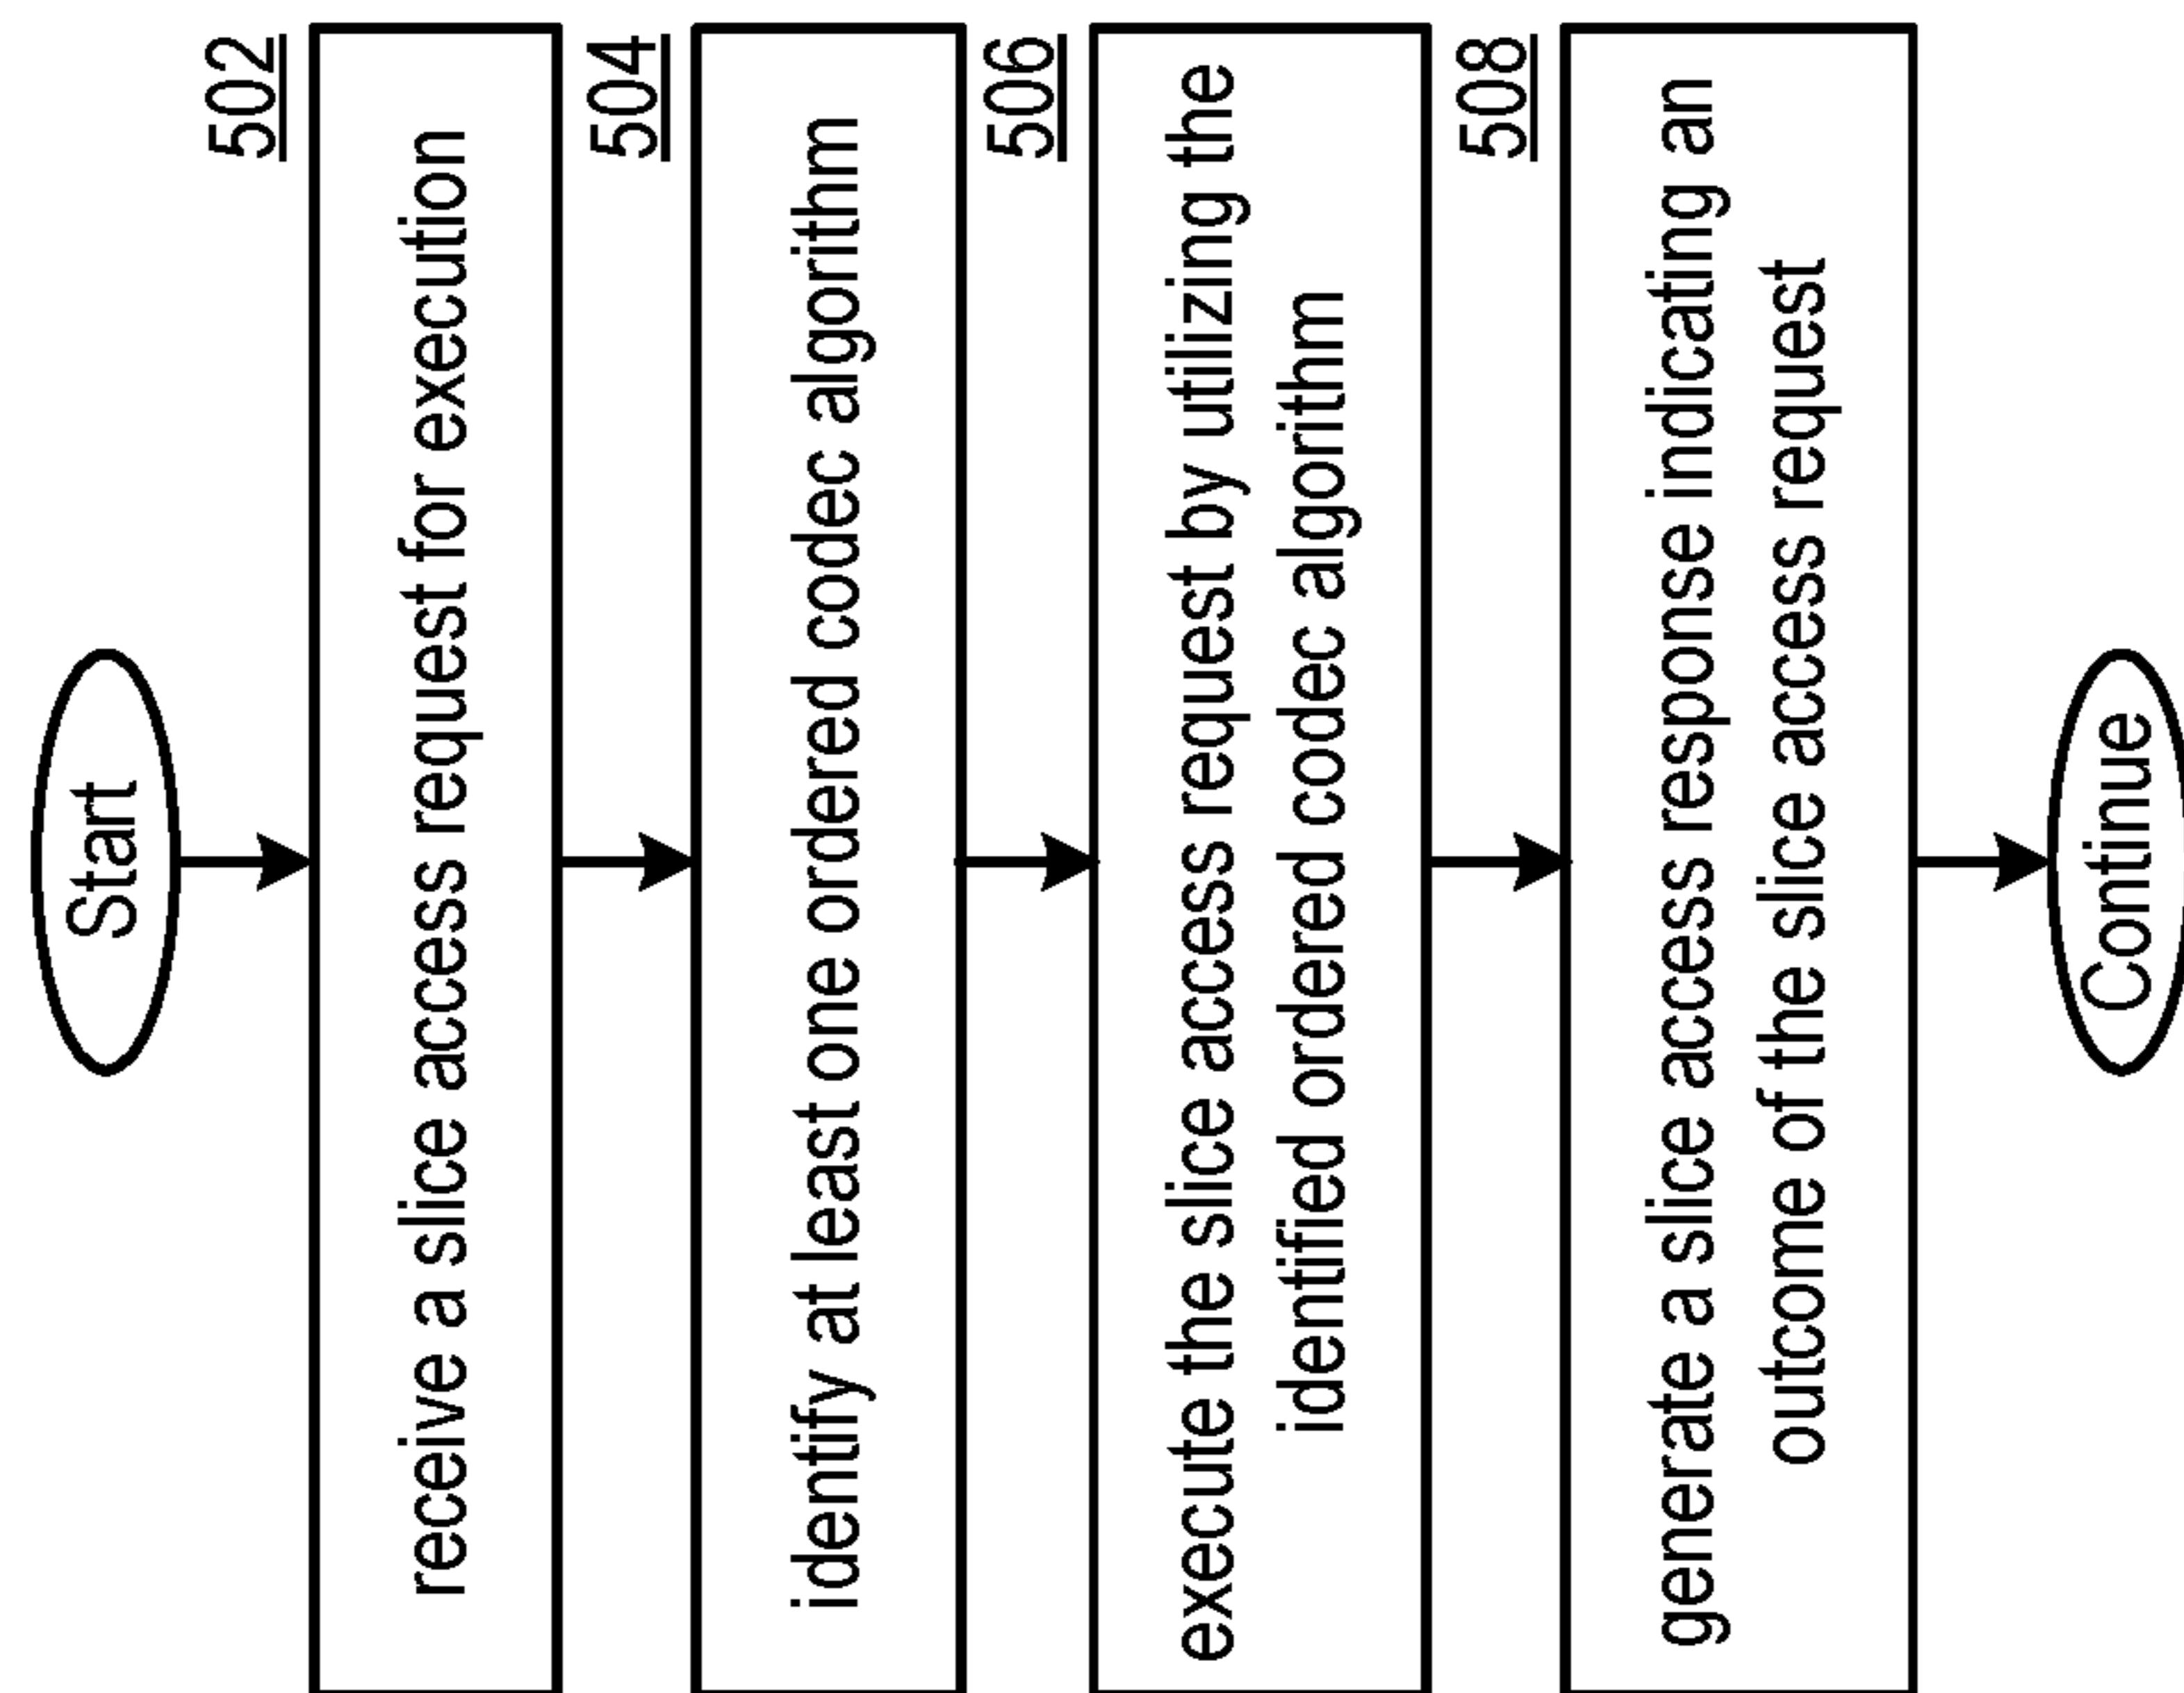 Start
502
receive a slice access request for execution
504
identify at least one ordered codec algorithm
506
execute the slice access request by utilizing the
identified ordered codec algorithm
508
generate a slice access response indicating an
outcome of the slice access request
Continue